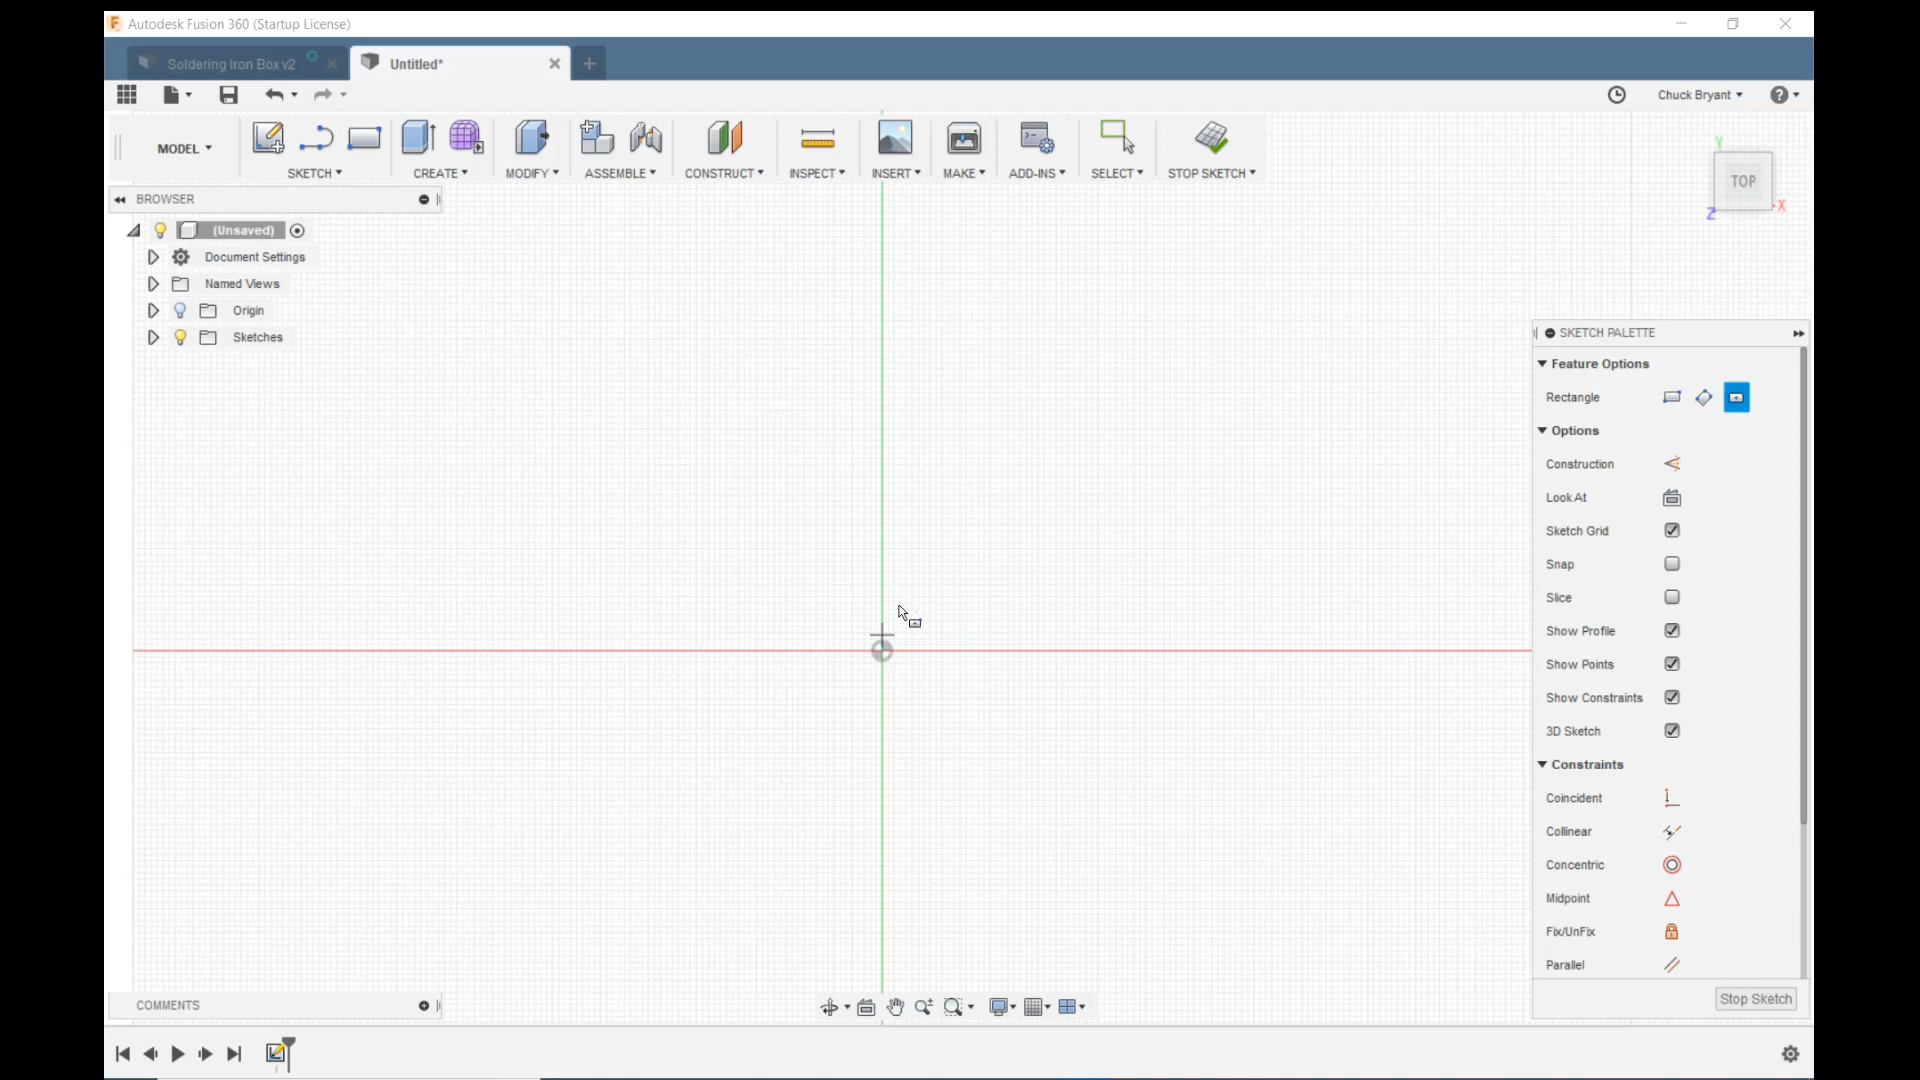 Autodesk Fusion 360 (Startup License)
Soldering Iron Box v2
Untitled*
Chuck Bryant
MODEL
SKETCH
CREATE
MODIFY
ASSEMBLE
CONSTRUCT
INSPECT
INSERT
MAKE
ADD-INS
SELECT
STOP SKETCH
Y
TOP
X
Z
BROWSER
(Unsaved)
Document Settings
Named Views
Origin
Sketches
SKETCH PALETTE
Feature Options
Rectangle
Options
Construction
Look At
Sketch Grid
Snap
Slice
Show Profile
Show Points
Show Constraints
3D Sketch
Constraints
Coincident
Collinear
Concentric
Midpoint
Fix/UnFix
Parallel
Stop Sketch
COMMENTS